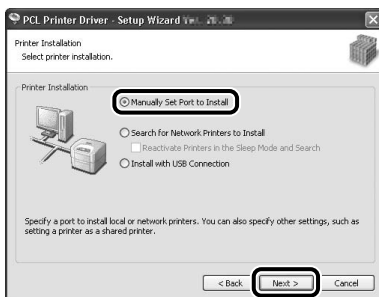 PCL Printer Driver - Setup Wizard
Printer Installation
Select printer installation.
Printer Installation
Manually Set Port to Install
Search for Network Printers to Install
Reactivate Printers in the Sleep Mode and Search
Install with USB Connection
Specify a port to install local or network printers. You can also specify other settings, such as
setting a printer as a shared printer.
< Back
Next >
Cancel